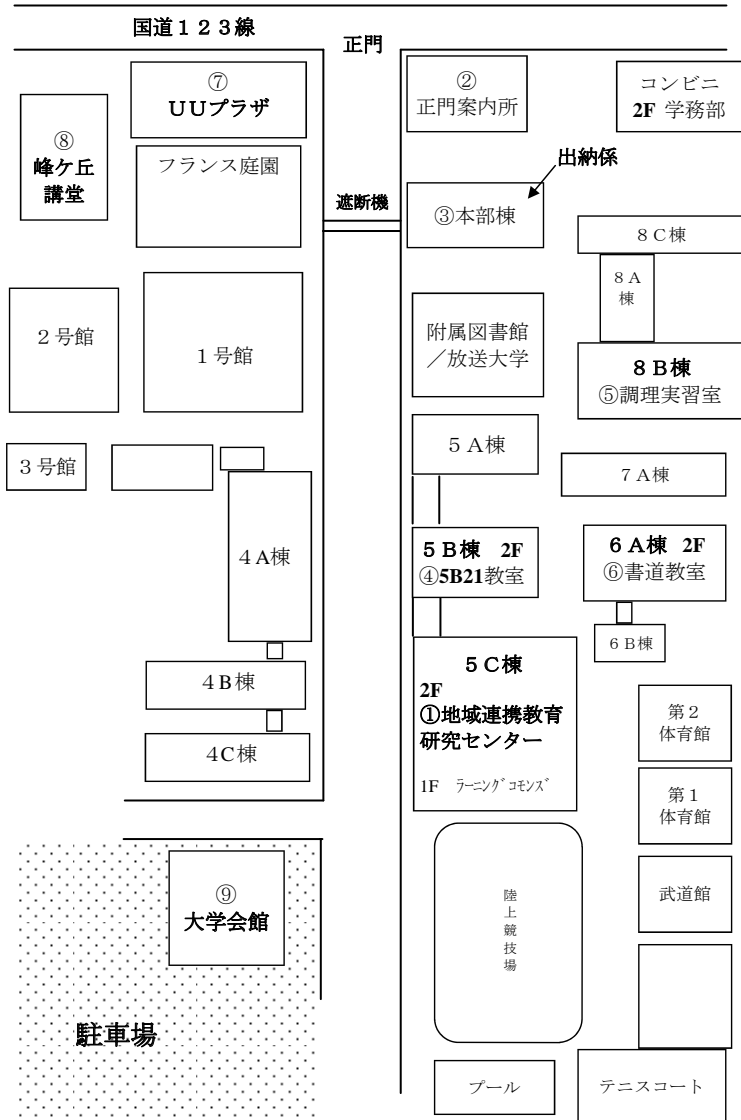 国道１２３線
正門
⑦
ＵＵプラザ
②
正門案内所
コンビニ
2F 学務部
⑧
峰ケ丘
講堂
フランス庭園
出納係
遮断機
③本部棟
８Ｃ棟
８Ａ
棟
２号館
１号館
附属図書館
／放送大学
８Ｂ棟
⑤調理実習室
３号館
５Ａ棟
７Ａ棟
４Ａ棟
５Ｂ棟 2F
④5B21教室
６Ａ棟 2F
⑥書道教室
６Ｂ棟
４Ｂ棟
５Ｃ棟
2F
①地域連携教育
研究センター
1F ﾗｰﾆﾝｸﾞｺﾓﾝｽﾞ
第２
体育館
４C棟
第１
体育館
⑨
大学会館
陸上競技場
武道館
駐車場
プール
テニスコート